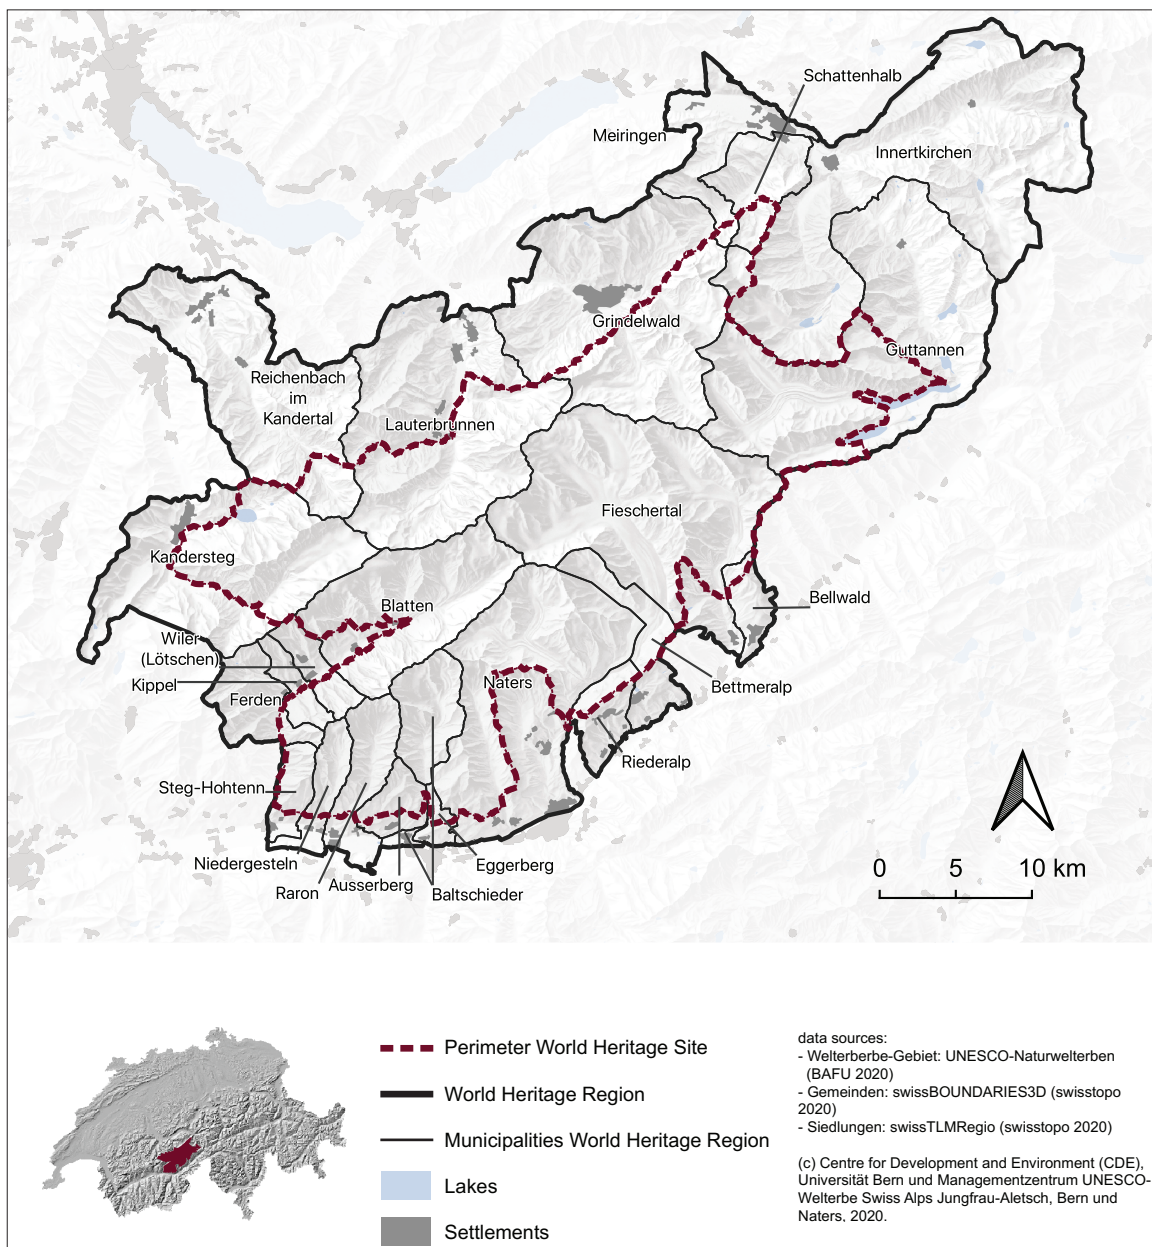 Schattenhalb
Meiringen
Innertkirchen
Grindelwald
Guttannen
Reichenbach
im
Kandertal
Lauterbrunnen
Fieschertal
Kandersteg
Bellwald
Blatten
Wiler
(Lötschen)
Kippel
Ferden
Naters
Bettmeralp
Riederalp
Steg-Hohtenn
Niedergesteln
Raron
Ausserberg
Eggerberg
Baltschieder
0 5 10 km
Perimeter World Heritage Site
World Heritage Region
Municipalities World Heritage Region
Lakes
Settlements
data sources:
- Welterberbe-Gebiet: UNESCO-Naturwelterben
(BAFU 2020)
- Gemeinden: swissBOUNDARIES3D (swisstopo
2020)
- Siedlungen: swissTLMRegio (swisstopo 2020)
(c) Centre for Development and Environment (CDE),
Universität Bern und Managementzentrum UNESCO-
Welterbe Swiss Alps Jungfrau-Aletsch, Bern und
Naters, 2020.